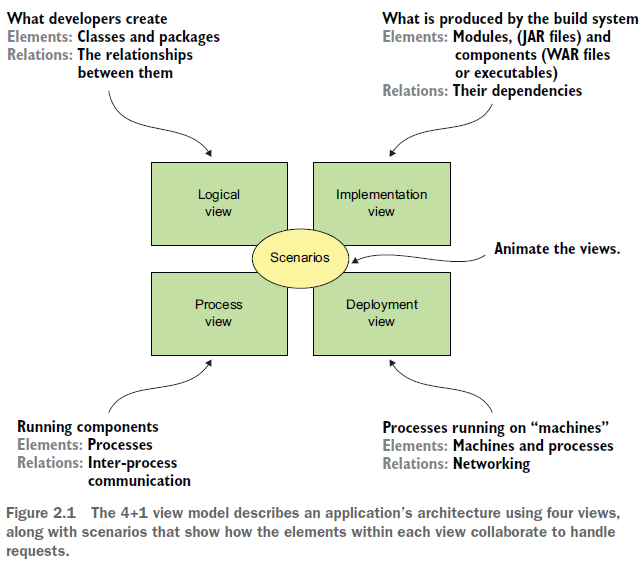 What developers create
Elements: Classes and packages
Relations: The relationships
between them
What is produced by the build system
Elements: Modules, (JAR files) and
components (WAR files
or executables)
Relations: Their dependencies
Logical
view
Implementation
view
Scenarios
Animate the views.
Process
view
Deployment
view
Running components
Elements: Processes
Relations: Inter-process
communication
Processes running on “machines”
Elements: Machines and processes
Relations: Networking
Figure 2.1 The 4+1 view model describes an application’s architecture using four views,
along with scenarios that show how the elements within each view collaborate to handle
requests.